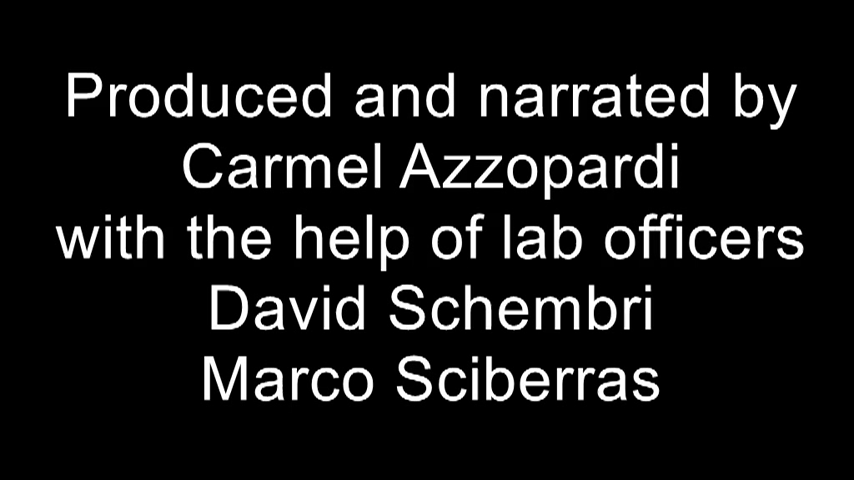 Produced and narrated by
Carmel Azzopardi
with the help of lab officers
David Schembri
Marco Sciberras